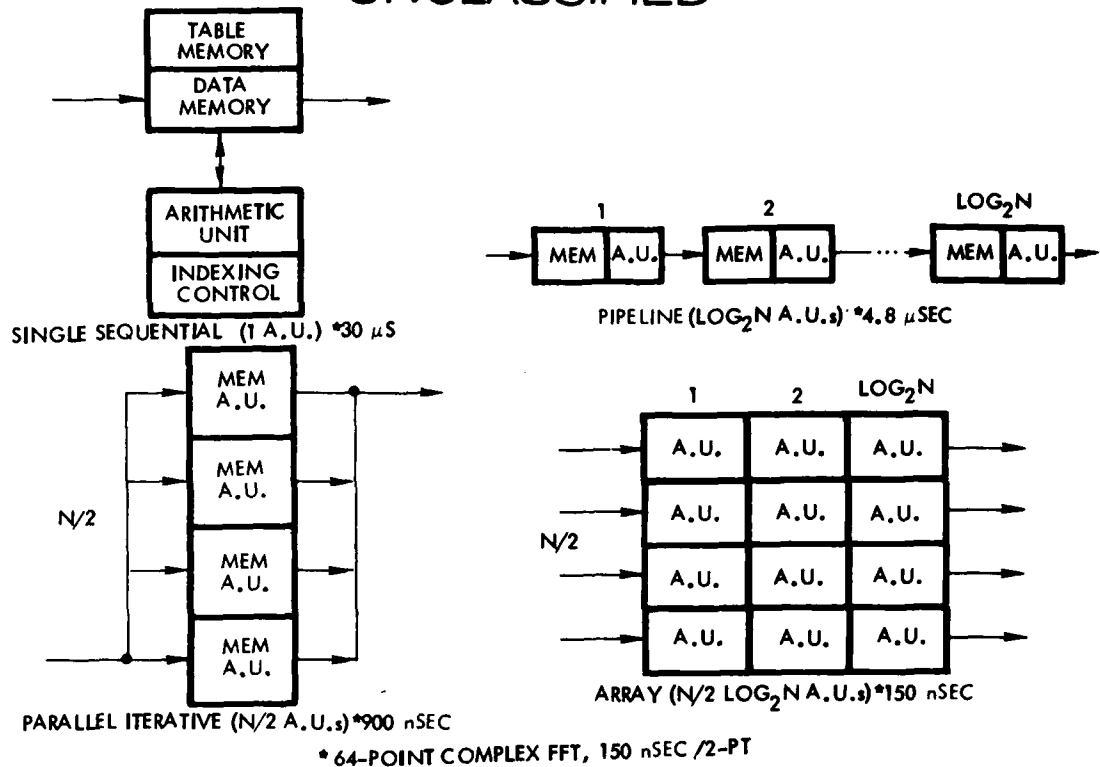 UNCLASSIFIED
TABLE
MEMORY
DATA
MEMORY
ARITHMETIC
UNIT
INDEXING
CONTROL
SINGLE SEQUENTIAL (1 A.U.) *30 μS
1
2
LOG₂N
MEM A.U.
MEM A.U.
...
MEM A.U.
PIPELINE (LOG₂N A.U.s) *4.8 μSEC
N/2
MEM
A.U.
MEM
A.U.
MEM
A.U.
MEM
A.U.
PARALLEL ITERATIVE (N/2 A.U.s) *900 nSEC
1
2
LOG₂N
N/2
A.U. A.U. A.U.
A.U. A.U. A.U.
A.U. A.U. A.U.
A.U. A.U. A.U.
ARRAY (N/2 LOG₂N A.U.s) *150 nSEC
* 64-POINT COMPLEX FFT, 150 nSEC /2-PT